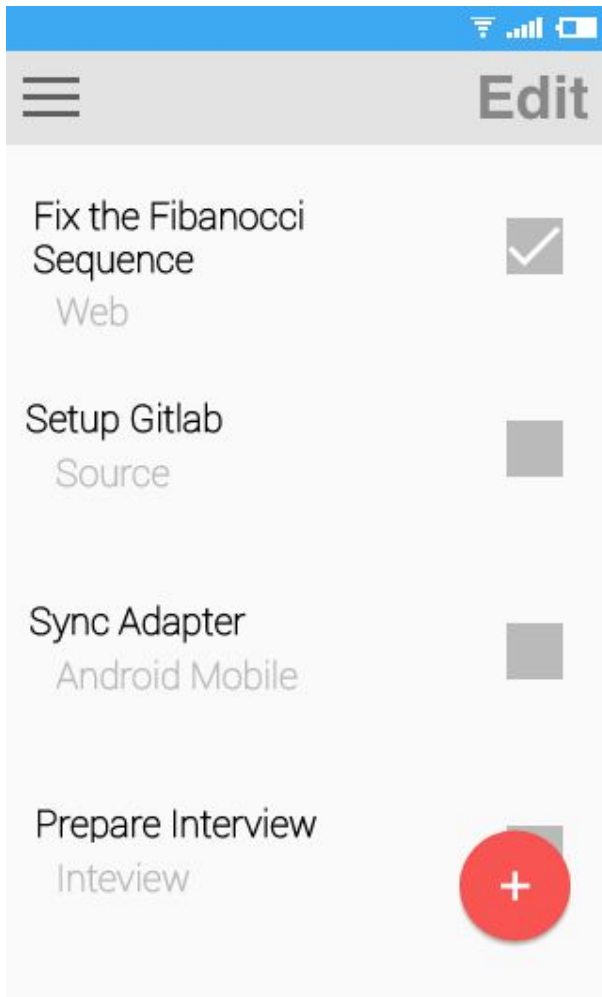 Edit
Fix the Fibanocci
Sequence
Web
Setup Gitlab
Source
Sync Adapter
Android Mobile
Prepare Interview
Inteview
+